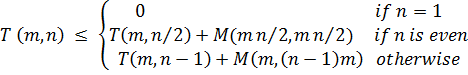 0 if n = 1
T (m,n) ≤ { T(m,n/2) + M(m n/2, m n/2) if n is even
T(m,n − 1) + M(m, (n − 1)m) otherwise